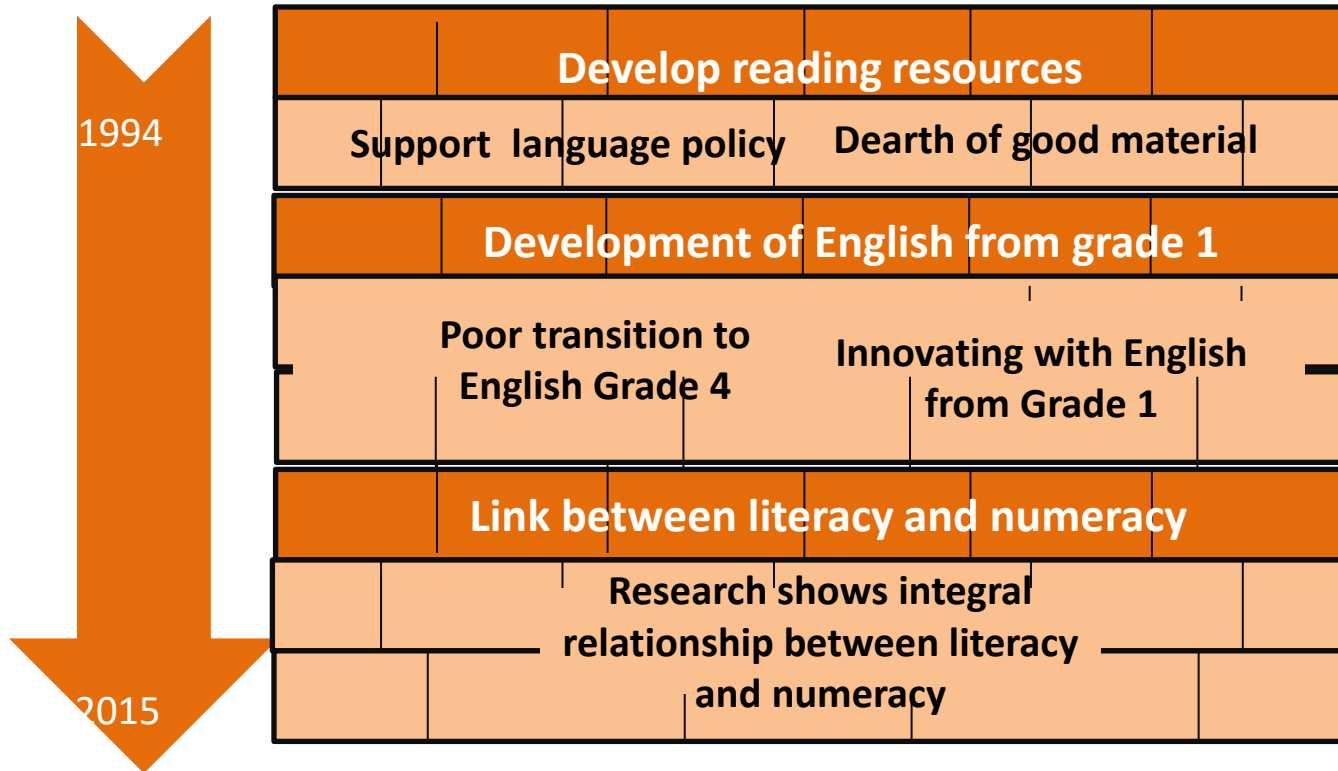 Develop reading resources
1994
Support language policy
Dearth of good material
Development of English from grade 1
Poor transition to
English Grade 4
Innovating with English
from Grade 1
Link between literacy and numeracy
Research shows integral
relationship between literacy
and numeracy
2015